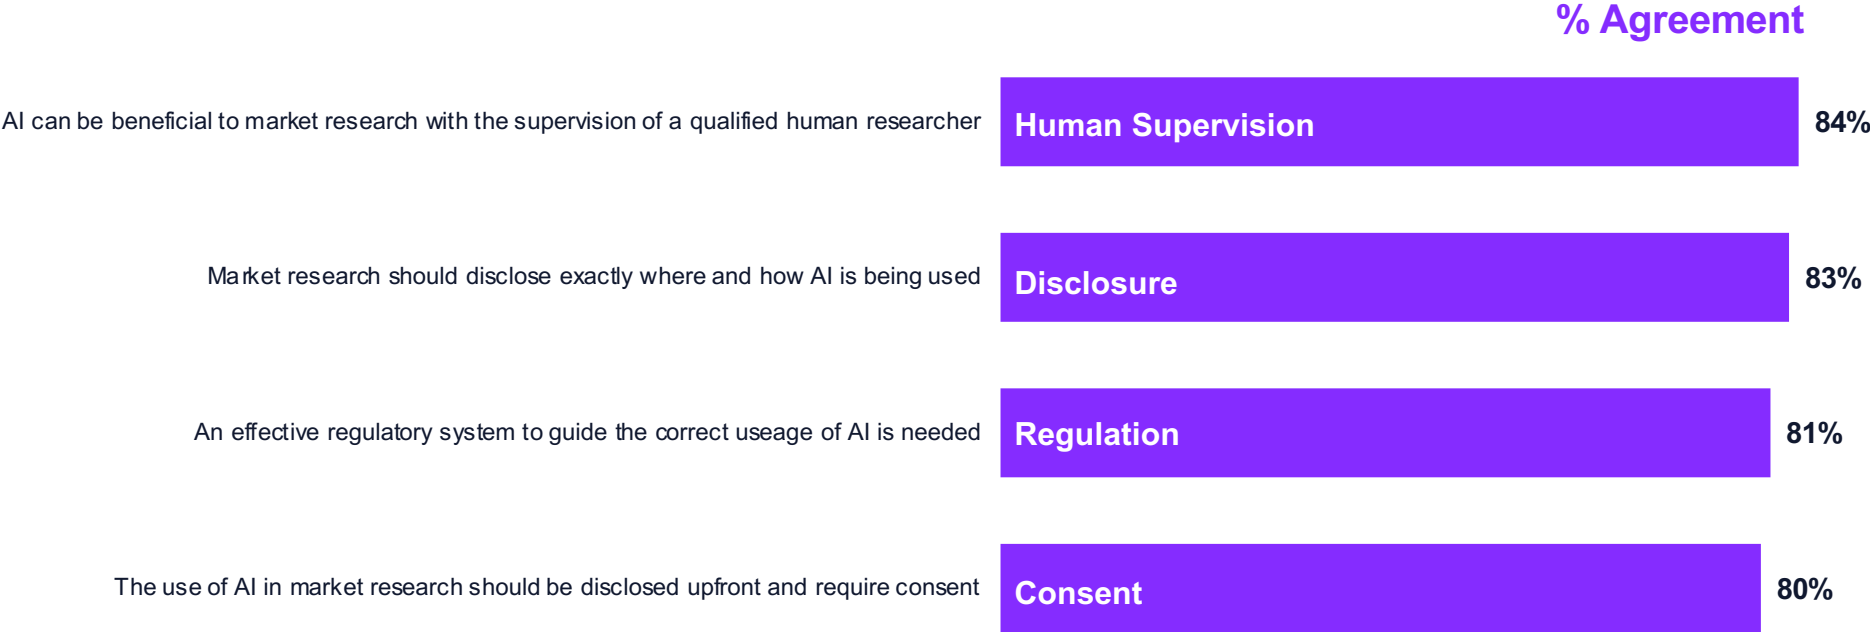 % Agreement
AI can be beneficial to market research with the supervision of a qualified human researcher Human Supervision 84%
Market research should disclose exactly where and how AI is being used Disclosure 83%
An effective regulatory system to guide the correct useage of AI is needed Regulation 81%
The use of AI in market research should be disclosed upfront and require consent Consent 80%